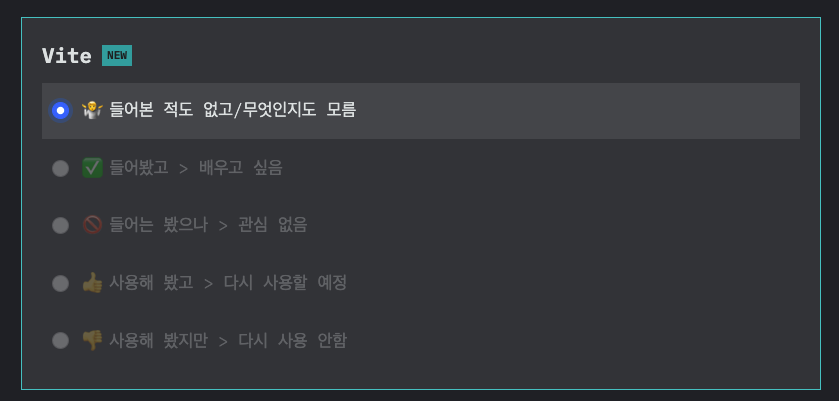 Vite NEW
🤷 들어본 적도 없고/무엇인지도 모름
✅ 들어봤고 > 배우고 싶음
🚫 들어는 봤으나 > 관심 없음
👍 사용해 봤고 > 다시 사용할 예정
👎 사용해 봤지만 > 다시 사용 안함